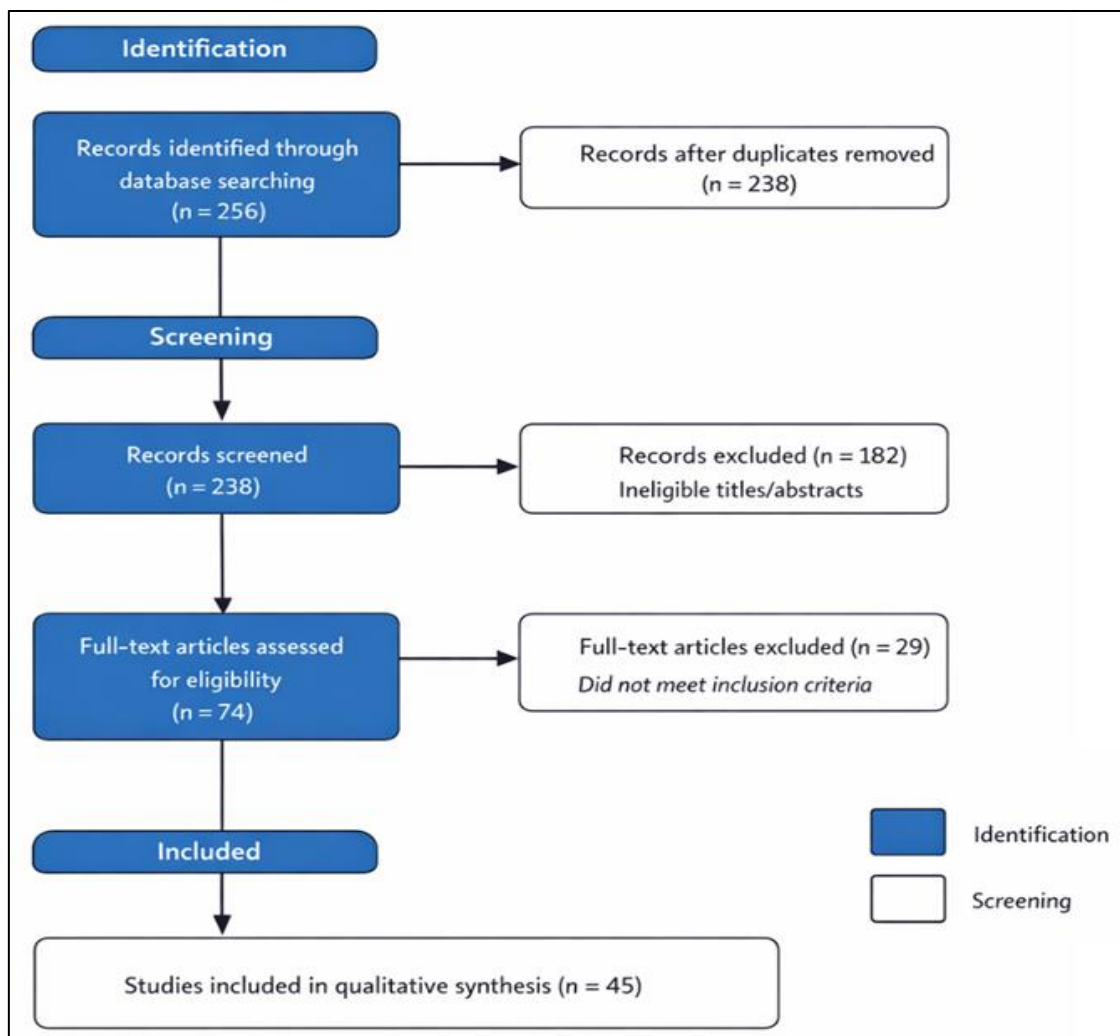 Identification
Records identified through
database searching
(n = 256)
Records after duplicates removed
(n = 238)
Screening
Records screened
(n = 238)
Records excluded (n = 182)
Ineligible titles/abstracts
Full-text articles assessed
for eligibility
(n = 74)
Full-text articles excluded (n = 29)
Did not meet inclusion criteria
Included
Studies included in qualitative synthesis (n = 45)
Identification
Screening